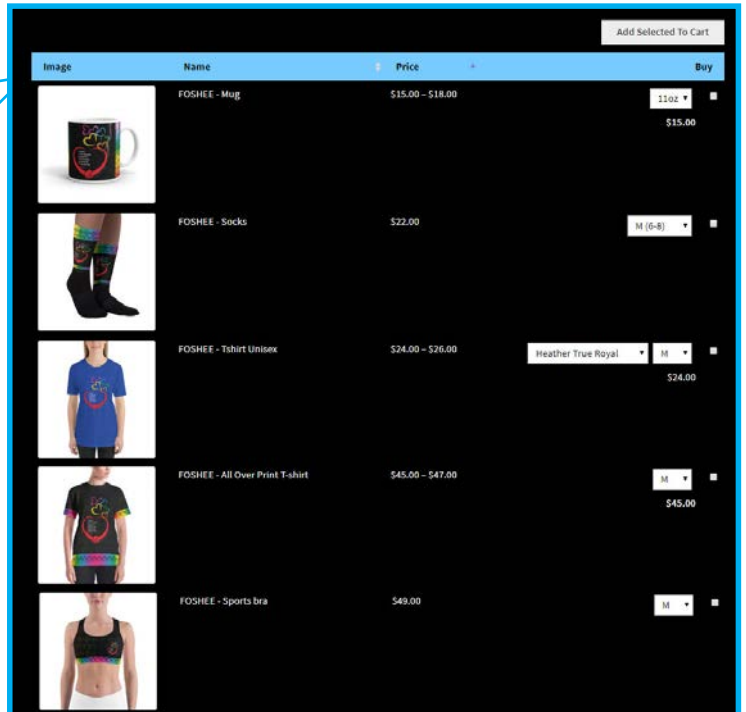 Add Selected To Cart
Image Name Price Buy
FOSHEE - Mug $15.00 – $18.00 11oz
$15.00
FOSHEE - Socks $22.00 M (6-8)
FOSHEE - Tshirt Unisex $24.00 – $26.00 Heather True Royal M
$24.00
FOSHEE - All Over Print T-shirt $45.00 – $47.00 M
$45.00
FOSHEE - Sports bra $49.00 M